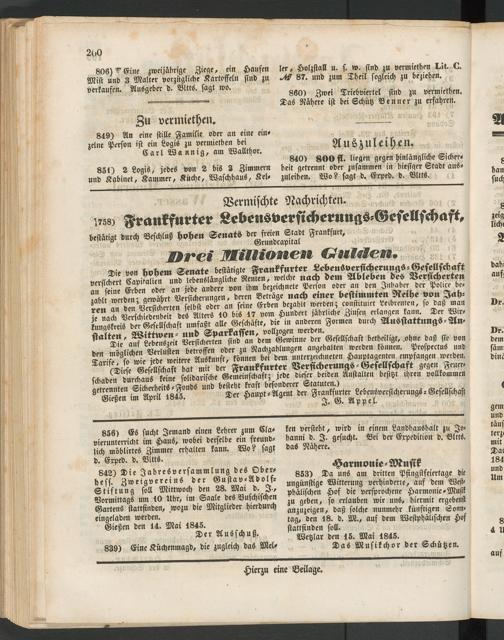 260
806) Eine zweijährige Ziege, ein Haufen
Mist und 3 Malter vorzügliche Kartoffeln sind zu
verkaufen. Ausgeber d. Blts. sagt wo.
Zu vermiethen.
849) An eine stille Familie oder an eine ein-
zelne Person ist ein Logis zu vermiethen bei
Carl Wannig, am Wallthor.
851) 2 Logis, jedes von 2 bis 3 Zimmern
und Kabinet, Kammer, Küche, Waschhaus, Kel-
ler, Holzstall u. s. w. sind zu vermiethen Lit. C.
№ 87. und zum Theil sogleich zu beziehen.
860) Zwei Triebviertel sind zu vermiethen.
Das Nähere ist bei Schütz Benner zu erfahren.
Auszuleihen.
840) 800 fl. liegen gegen hinlängliche Sicher-
heit getrennt oder zusammen in hiesiger Stadt aus-
zuleihen. Wo? sagt d. Exped. d. Blts.
Vermischte Nachrichten.
758) Frankfurter Lebensversicherungs-Gesellschaft,
bestätigt durch Beschluß hohen Senats der freien Stadt Frankfurt,
Grundcapital
Drei Millionen Gulden.
Die von hohem Senate bestätigte Frankfurter Lebensversicherungs-Gesellschaft
versichert Capitalien und lebenslängliche Renten, welche nach dem Ableben des Versicherten
an seine Erben oder an jede andere von ihm bezeichnete Person oder an den Inhaber der Police be-
zahlt werden; gewährt Versicherungen, deren Beträge nach einer bestimmten Reihe von Jah-
ren an den Versicherten selbst oder an seine Erben bezahlt werden; continuirt Leibrenten, so daß man
je nach Verschiedenheit des Alters 10 bis 17 vom Hundert jährliche Zinsen erlangen kann. Der Wir-
kungskreis der Gesellschaft umfaßt alle Geschäfte, die in anderen Formen durch Ausstattungs-An-
stalten, Wittwen- und Sparkassen, vollzogen werden.
Die auf Lebenszeit Versicherten sind an dem Gewinne der Gesellschaft betheiligt, ohne daß sie von
den möglichen Verlusten betroffen oder zu Nachzahlungen angehalten werden können. Prospectus und
Tarife, so wie jede weitere Auskunft, können bei dem unterzeichneten Hauptagenten empfangen werden.
(Diese Gesellschaft hat mit der Frankfurter Versicherungs-Gesellschaft gegen Feuer-
schaden durchaus keine solidarische Gemeinschaft; jede dieser beiden Anstalten besitzt ihren vollkommen
getrennten Sicherheits-Fonds und besteht kraft besonderer Statuten.)
Gießen im April 1845. Der Haupt-Agent der Frankfurter Lebensversicherungs-Gesellschaft
J. G. Appel.
856) Es sucht Jemand einen Lehrer zum Cla-
vierunterricht im Haus, wobei derselbe ein freund-
lich möblirtes Zimmer erhalten kann. Wo? sagt
d. Exped. d. Blts.
842) Die Jahresversammlung des Ober-
hess. Zweigvereins der Gustav-Adolf-
Stiftung soll Mittwoch den 28. Mai d. J.,
Vormittags um 10 Uhr, im Saale des Buschischen
Gartens stattfinden, wozu die Mitglieder hierdurch
eingeladen werden.
Gießen den 14. Mai 1845.
Der Ausschuß.
839) Eine Küchenmagd, die zugleich das Mel-
ken versteht, wird in einem Landhaushalt zu Jo-
hanni d. J. gesucht. Bei der Expedition d. Blts.
das Nähere.
Harmonie-Musik
853) Da uns am dritten Pfingstfeiertage die
ungünstige Witterung verhinderte, auf dem West-
phälischen Hof die versprochene Harmonie-Musik
zu geben, so erlauben wir uns, hiermit ergebenst
anzuzeigen, daß solche nunmehr künftigen Sonn-
tag, den 18. d. M., auf dem Westphälischen Hof
stattfinden soll.
Wetzlar den 15. Mai 1845.
Das Musikchor der Schützen.
Hierzu eine Beilage.